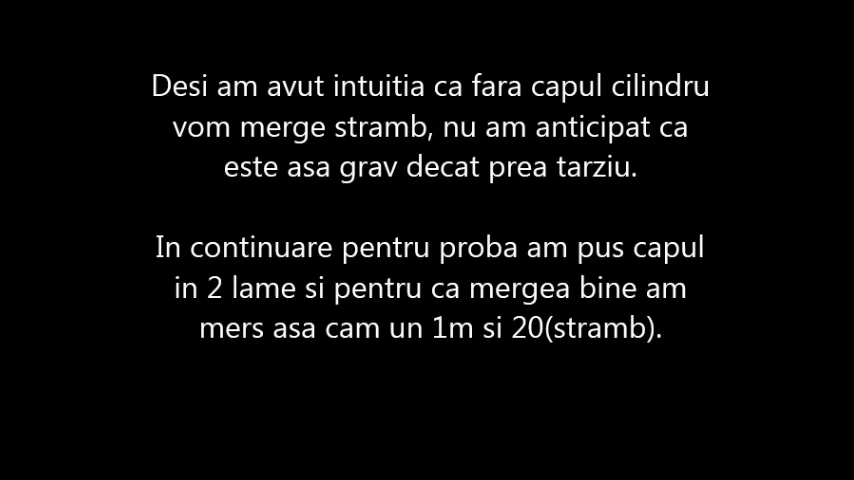 Desi am avut intuitia ca fara capul cilindru
vom merge stramb, nu am anticipat ca
este asa grav decat prea tarziu.
In continuare pentru proba am pus capul
in 2 lame si pentru ca mergea bine am
mers asa cam un 1m si 20(stramb).